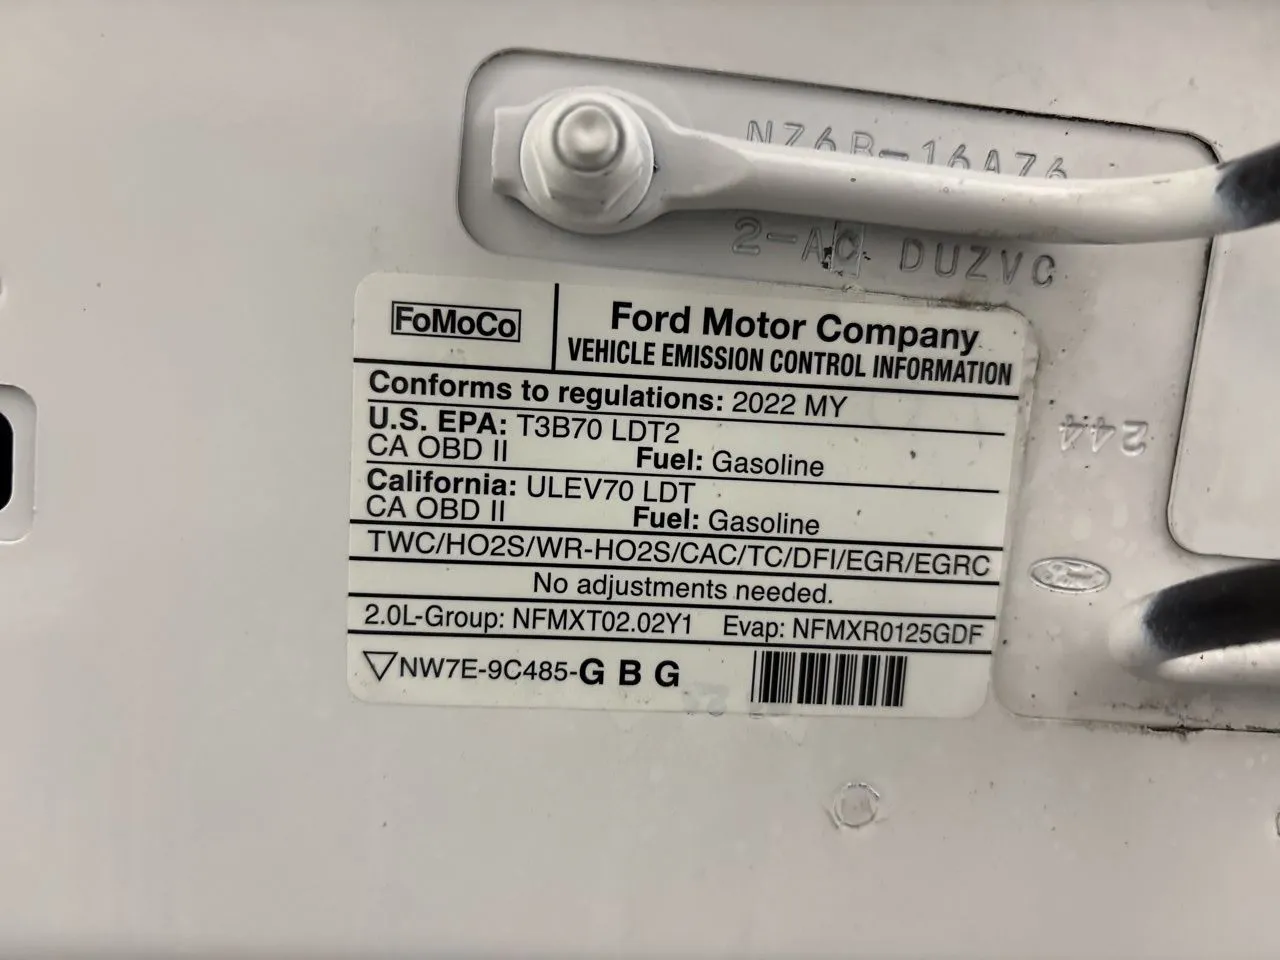 NZ6B-16A76
2-AC DUZVC
FoMoCo
Ford Motor Company
VEHICLE EMISSION CONTROL INFORMATION
Conforms to regulations: 2022 MY
U.S. EPA: T3B70 LDT2
CA OBD II Fuel: Gasoline
California: ULEV70 LDT
CA OBD II Fuel: Gasoline
TWC/HO2S/WR-HO2S/CAC/TC/DFI/EGR/EGRC
No adjustments needed.
2.0L-Group: NFMXT02.02Y1 Evap: NFMXR0125GDF
NW7E-9C485-G B G
244
Ford